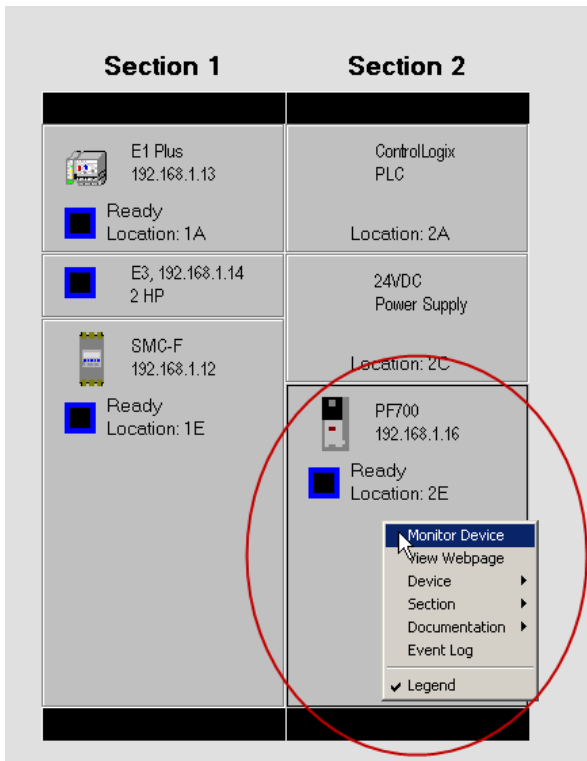 Section 1
Section 2
E1 Plus
192.168.1.13
Ready
Location: 1A
E3, 192.168.1.14
2 HP
SMC-F
192.168.1.12
Ready
Location: 1E
ControlLogix
PLC
Location: 2A
24VDC
Power Supply
Location: 2C
PF700
192.168.1.16
Ready
Location: 2E
Monitor Device
View Webpage
Device
Section
Documentation
Event Log
Legend